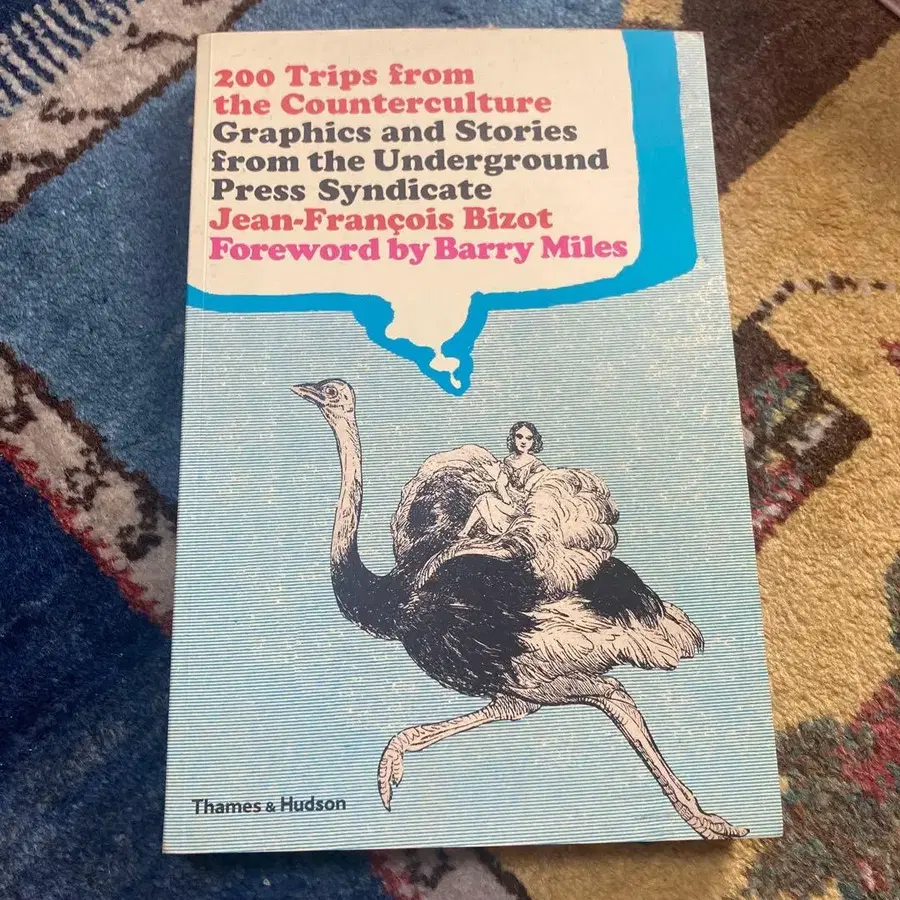 200 Trips from
the Counterculture
Graphics and Stories
from the Underground
Press Syndicate
Jean-François Bizot
Foreword by Barry Miles
Thames & Hudson